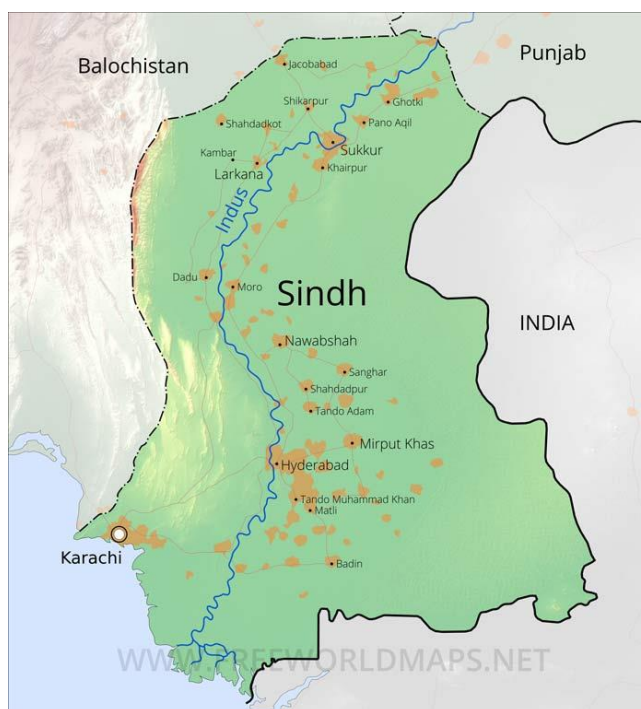 Punjab
Balochistan
Jacobabad
Ghotki
Shikarpur
Shahdadkot
Pano Aqil
Sukkur
Kambar
Larkana
Khairpur
Indus
Dadu
Moro
Sindh
INDIA
Nawabshah
Sanghar
Shahdadpur
Tando Adam
Mirput Khas
Hyderabad
Tando Muhammad Khan
Matli
Karachi
Badin
WWW.FREEWORLDMAPS.NET